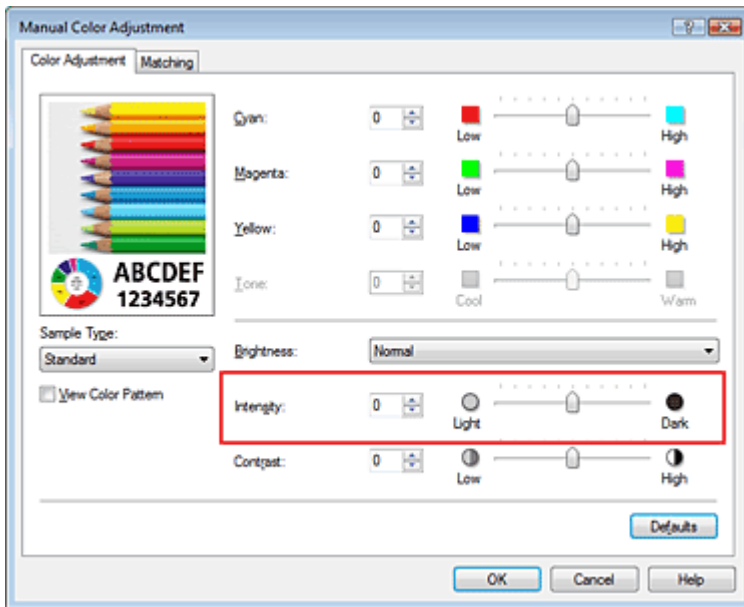 Manual Color Adjustment
Color Adjustment Matching
Cyan: 0 Low High
Magenta: 0 Low High
Yellow: 0 Low High
Tone: 0 Cool Warm
ABCDEF
1234567
Sample Type:
Standard
View Color Pattern
Brightness: Normal
Intensity: 0 Light Dark
Contrast: 0 Low High
Defaults
OK Cancel Help